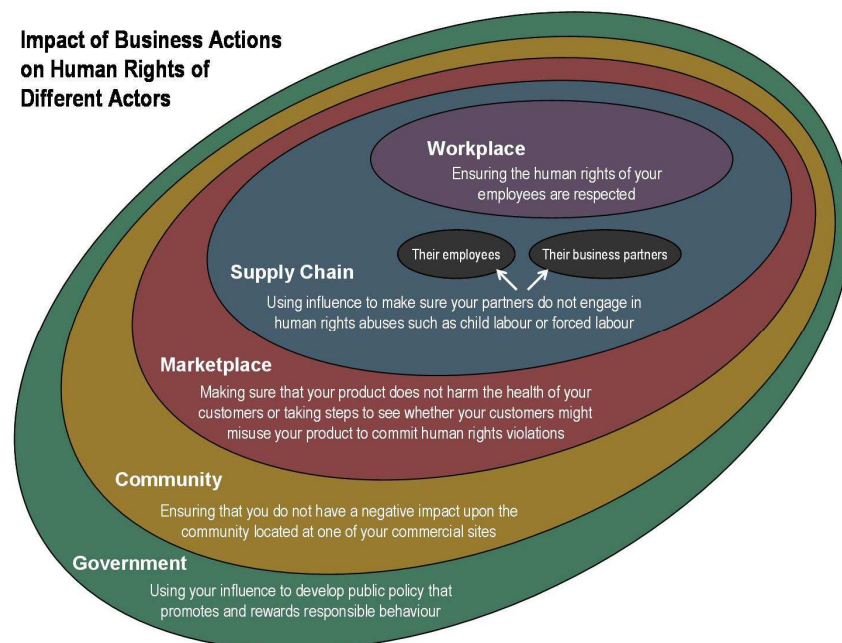 Impact of Business Actions
on Human Rights of
Different Actors
Workplace
Ensuring the human rights of your
employees are respected
Their employees
Their business partners
Supply Chain
Using influence to make sure your partners do not engage in
human rights abuses such as child labour or forced labour
Marketplace
Making sure that your product does not harm the health of your
customers or taking steps to see whether your customers might
misuse your product to commit human rights violations
Community
Ensuring that you do not have a negative impact upon the
community located at one of your commercial sites
Government
Using your influence to develop public policy that
promotes and rewards responsible behaviour